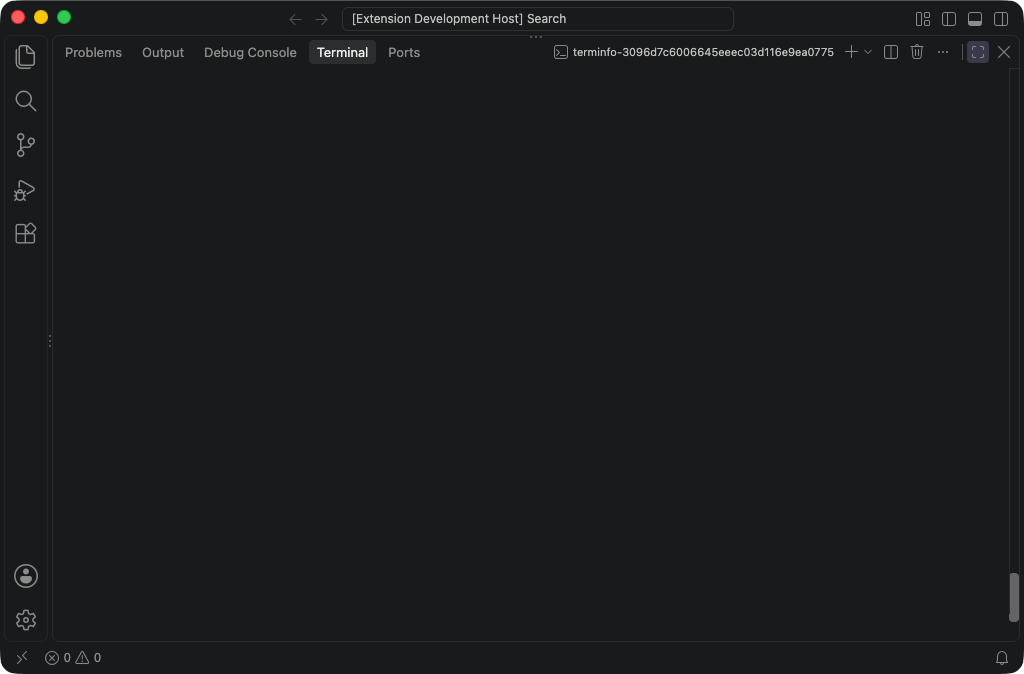 [Extension Development Host] Search
Problems Output Debug Console Terminal Ports terminfo-3096d7c6006645eeec03d116e9ea0775
0 0